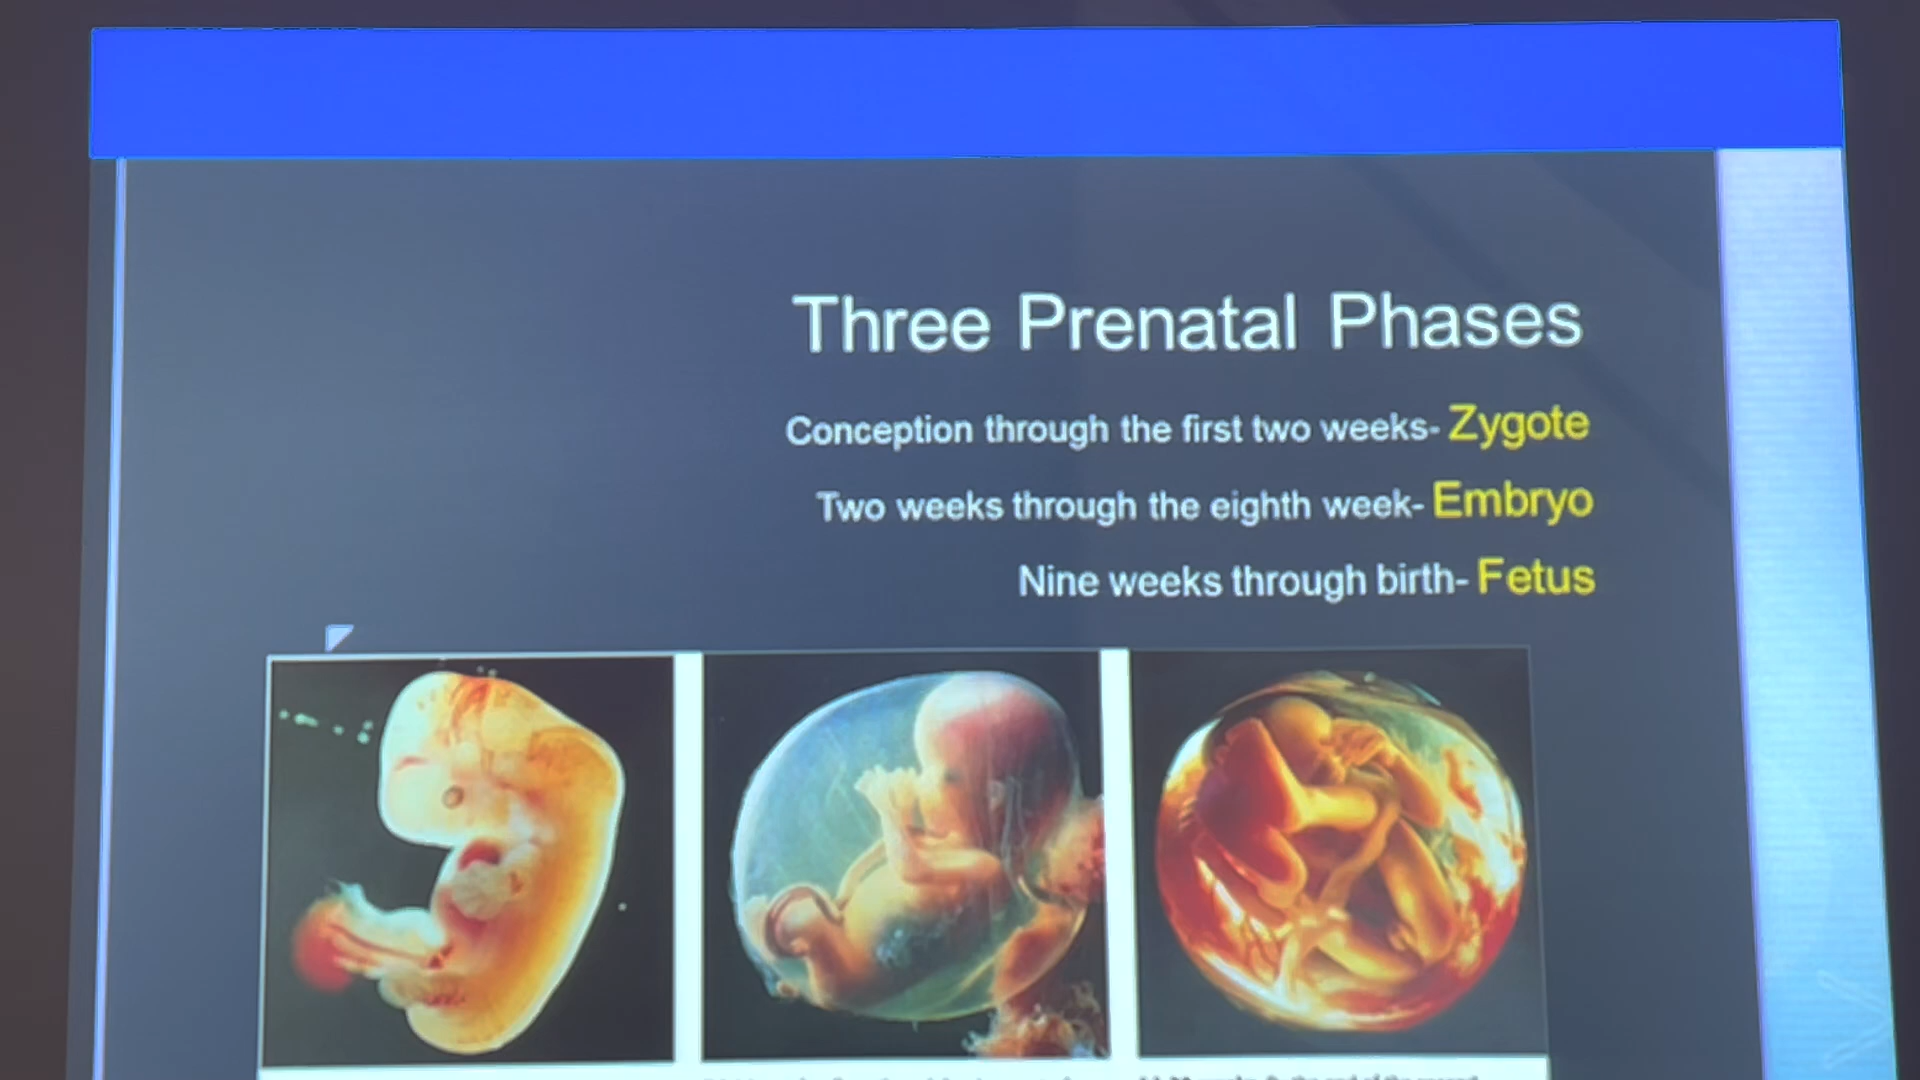 Three Prenatal Phases
Conception through the first two weeks- Zygote
Two weeks through the eighth week- Embryo
Nine weeks through birth- Fetus